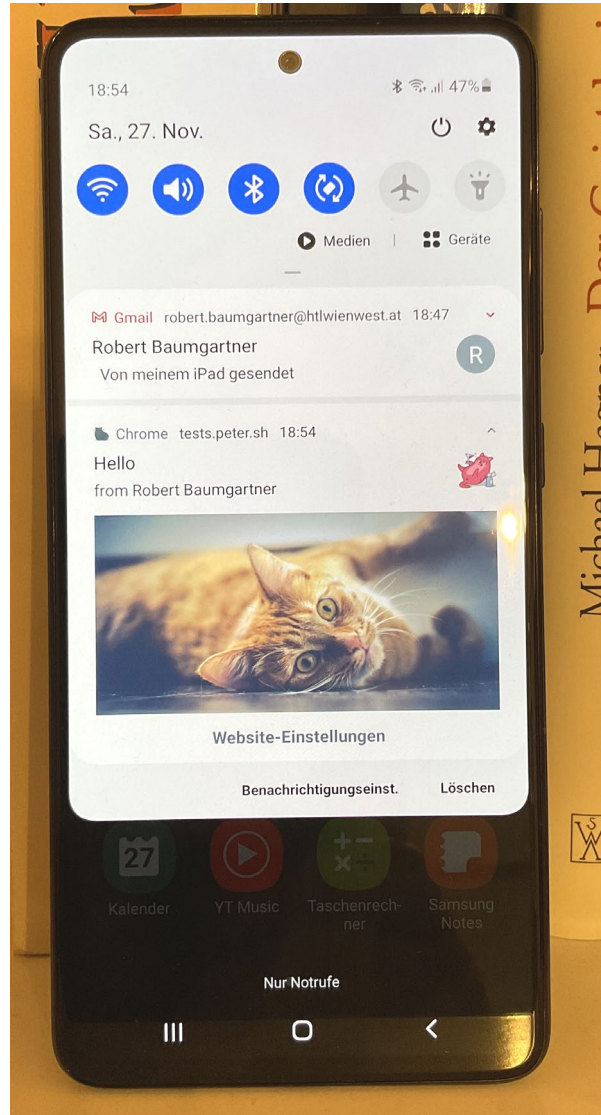 18:54
47%
Sa., 27. Nov.
Medien | Geräte
Gmail robert.baumgartner@htlwienwest.at 18:47
Robert Baumgartner
R
Von meinem iPad gesendet
Chrome tests.peter.sh 18:54
Hello
from Robert Baumgartner
Website-Einstellungen
Benachrichtigungseinst. Löschen
27
Kalender YT Music Taschenrech-
ner Samsung
Notes
Nur Notrufe
Michael Hagner
Der
S
W